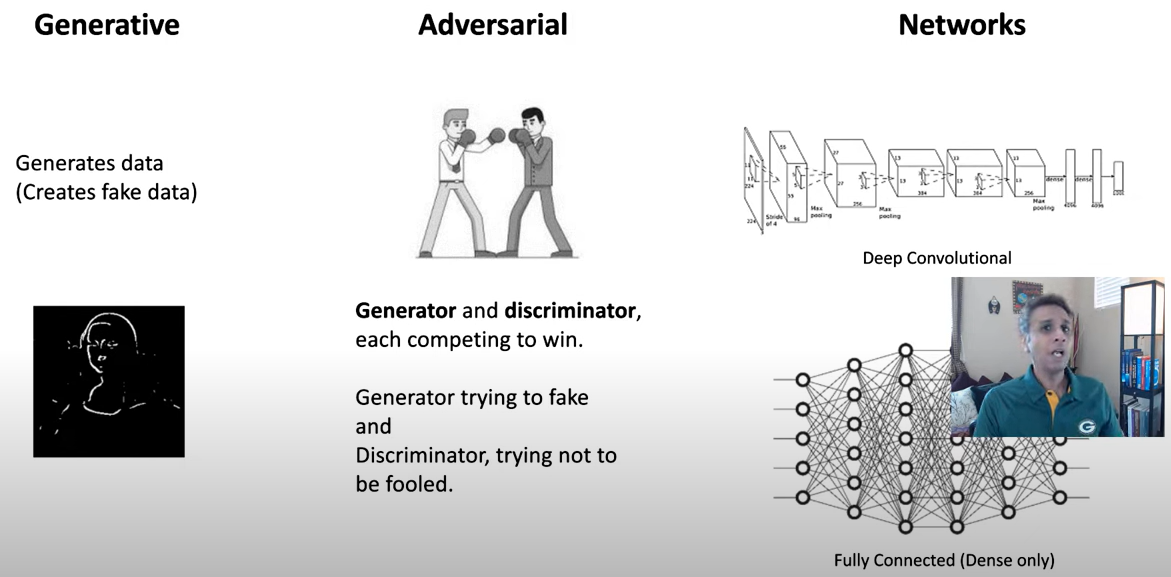 Generative
Adversarial
Networks
Generates data
(Creates fake data)
Generator and discriminator,
each competing to win.
Generator trying to fake
and
Discriminator, trying not to
be fooled.
55
27
13
13
13
11
224
55
27
13
13
13
384
384
256
dense
dense
96
256
Max
pooling
Max
pooling
Max
pooling
4096
4096
224
Stride
of 4
Deep Convolutional
G
Fully Connected (Dense only)